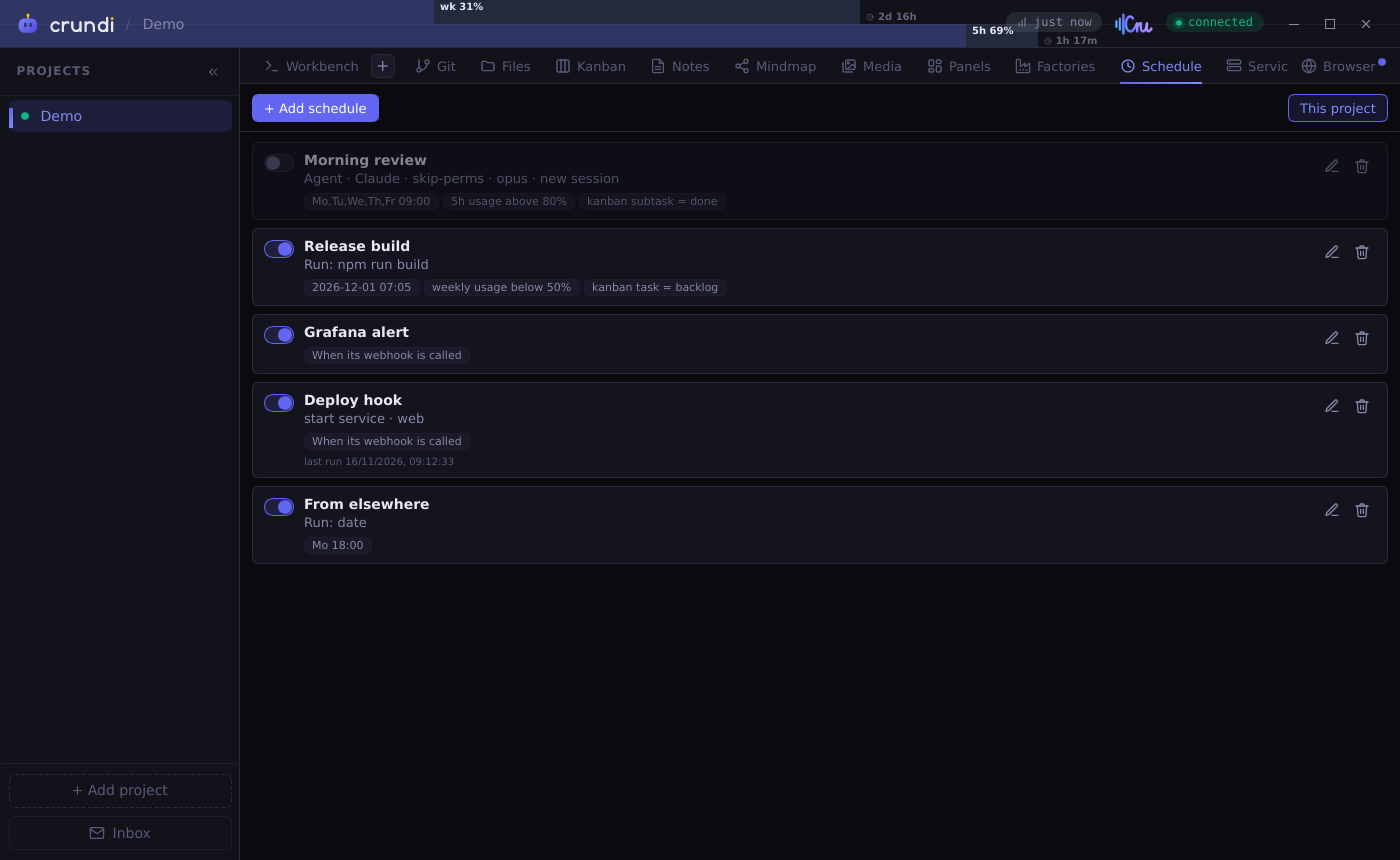 crundi / Demo
wk 31%
2d 16h
5h 69%
1h 17m
just now
Cru
connected
PROJECTS «
Demo
+ Add project
Inbox
Workbench + Git Files Kanban Notes Mindmap Media Panels Factories Schedule Servic Browser
+ Add schedule This project
Morning review
Agent · Claude · skip-perms · opus · new session
Mo,Tu,We,Th,Fr 09:00 5h usage above 80% kanban subtask = done
Release build
Run: npm run build
2026-12-01 07:05 weekly usage below 50% kanban task = backlog
Grafana alert
When its webhook is called
Deploy hook
start service · web
When its webhook is called
last run 16/11/2026, 09:12:33
From elsewhere
Run: date
Mo 18:00